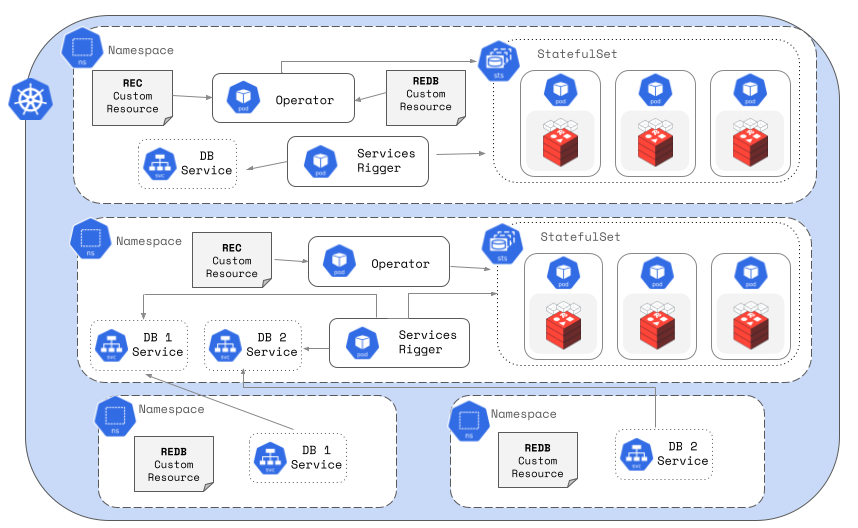 ns
Namespace
REC
Custom
Resource
pod
Operator
REDB
Custom
Resource
sts
StatefulSet
pod
pod
pod
svc
DB
Service
pod
Services
Rigger
ns
Namespace
REC
Custom
Resource
pod
Operator
sts
StatefulSet
pod
pod
pod
svc
DB 1
Service
svc
DB 2
Service
pod
Services
Rigger
ns
Namespace
REDB
Custom
Resource
svc
DB 1
Service
ns
Namespace
REDB
Custom
Resource
svc
DB 2
Service